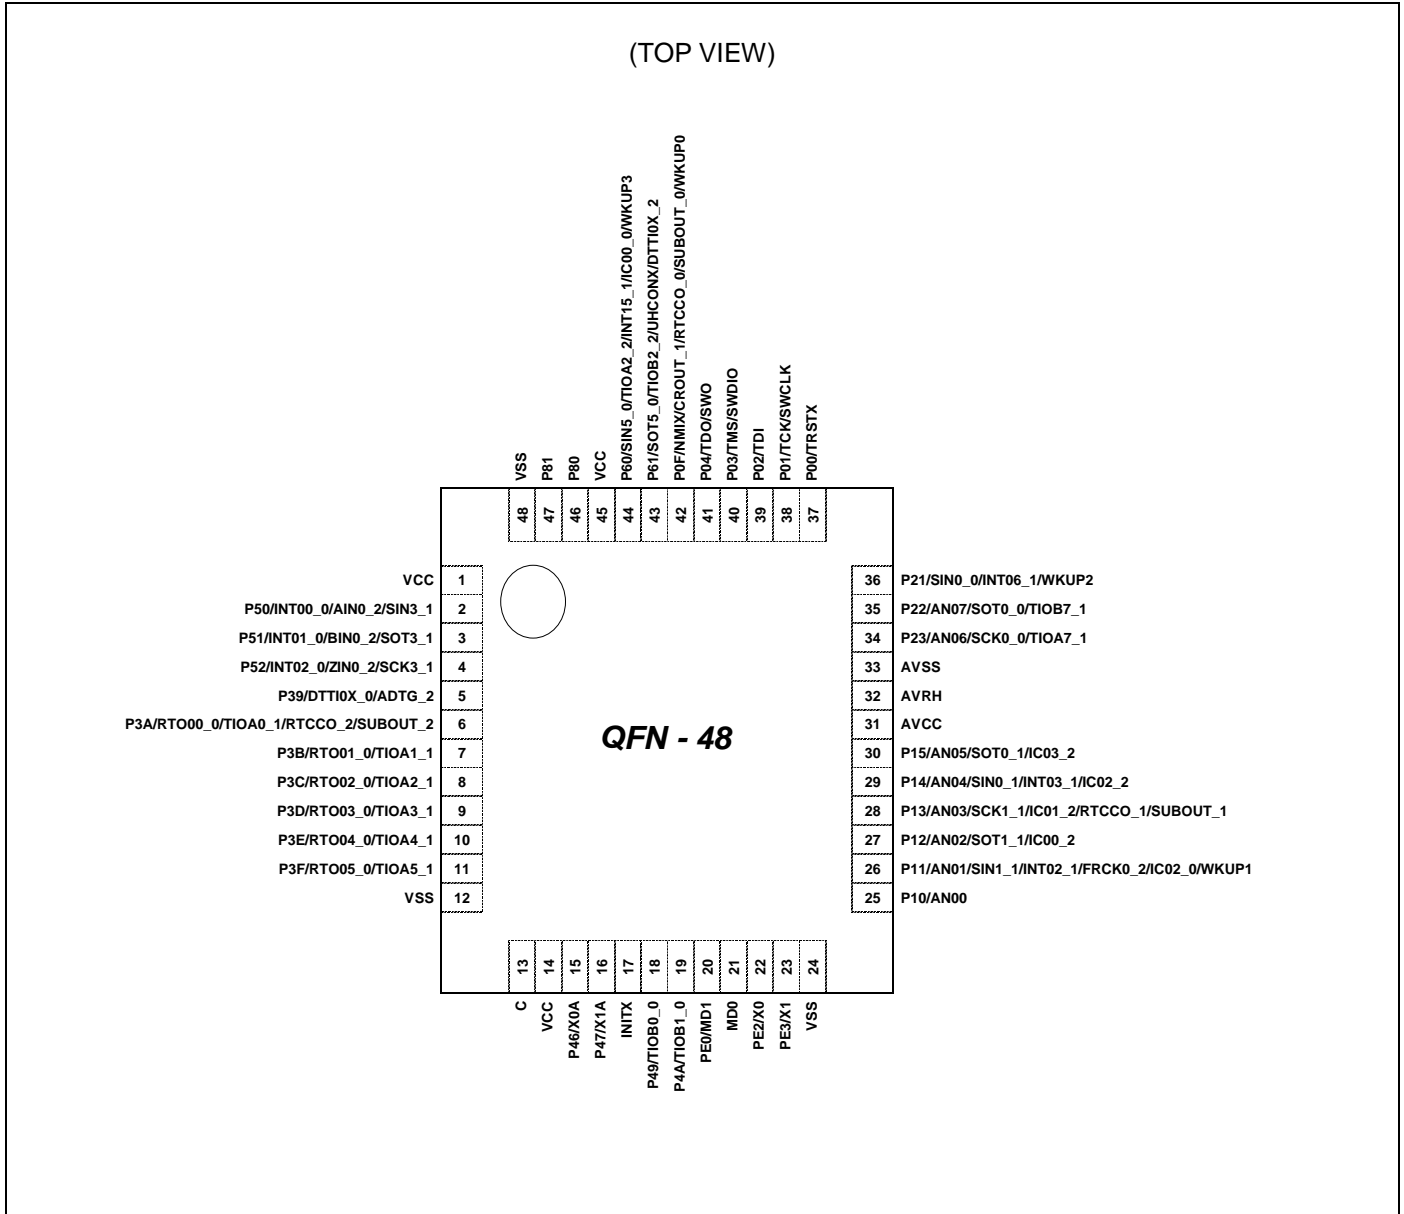 (TOP VIEW)
VSS
P81
P80
VCC
P60/SIN5_0/TIOA2_2/INT15_1/IC00_0/WKUP3
P61/SOT5_0/TIOB2_2/UHCONX/DTTI0X_2
P0F/NMIX/CROUT_1/RTCCO_0/SUBOUT_0/WKUP0
P04/TDO/SWO
P03/TMS/SWDIO
P02/TDI
P01/TCK/SWCLK
P00/TRSTX
48 47 46 45 44 43 42 41 40 39 38 37
VCC 1
P50/INT00_0/AIN0_2/SIN3_1 2
P51/INT01_0/BIN0_2/SOT3_1 3
P52/INT02_0/ZIN0_2/SCK3_1 4
P39/DTTI0X_0/ADTG_2 5
P3A/RTO00_0/TIOA0_1/RTCCO_2/SUBOUT_2 6
P3B/RTO01_0/TIOA1_1 7
P3C/RTO02_0/TIOA2_1 8
P3D/RTO03_0/TIOA3_1 9
P3E/RTO04_0/TIOA4_1 10
P3F/RTO05_0/TIOA5_1 11
VSS 12
QFN - 48
36 P21/SIN0_0/INT06_1/WKUP2
35 P22/AN07/SOT0_0/TIOB7_1
34 P23/AN06/SCK0_0/TIOA7_1
33 AVSS
32 AVRH
31 AVCC
30 P15/AN05/SOT0_1/IC03_2
29 P14/AN04/SIN0_1/INT03_1/IC02_2
28 P13/AN03/SCK1_1/IC01_2/RTCCO_1/SUBOUT_1
27 P12/AN02/SOT1_1/IC00_2
26 P11/AN01/SIN1_1/INT02_1/FRCK0_2/IC02_0/WKUP1
25 P10/AN00
13 14 15 16 17 18 19 20 21 22 23 24
C
VCC
P46/X0A
P47/X1A
INITX
P49/TIOB0_0
P4A/TIOB1_0
PE0/MD1
MD0
PE2/X0
PE3/X1
VSS